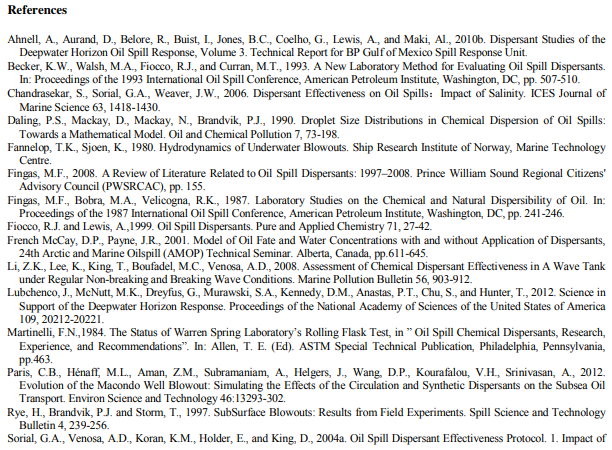 References
Ahnell, A., Aurand, D., Belore, R., Buist, I., Jones, B.C., Coelho, G., Lewis, A., and Maki, Al., 2010b. Dispersant Studies of the
Deepwater Horizon Oil Spill Response, Volume 3. Technical Report for BP Gulf of Mexico Spill Response Unit.
Becker, K.W., Walsh, M.A., Fiocco, R.J., and Curran, M.T., 1993. A New Laboratory Method for Evaluating Oil Spill Dispersants.
In: Proceedings of the 1993 International Oil Spill Conference, American Petroleum Institute, Washington, DC, pp. 507-510.
Chandrasekar, S., Sorial, G.A., Weaver, J.W., 2006. Dispersant Effectiveness on Oil Spills: Impact of Salinity. ICES Journal of
Marine Science 63, 1418-1430.
Daling, P.S., Mackay, D., Mackay, N., Brandvik, P.J., 1990. Droplet Size Distributions in Chemical Dispersion of Oil Spills:
Towards a Mathematical Model. Oil and Chemical Pollution 7, 73-198.
Fannelop, T.K., Sjoen, K., 1980. Hydrodynamics of Underwater Blowouts. Ship Research Institute of Norway, Marine Technology
Centre.
Fingas, M.F., 2008. A Review of Literature Related to Oil Spill Dispersants: 1997–2008. Prince William Sound Regional Citizens'
Advisory Council (PWSRCAC), pp. 155.
Fingas, M.F., Bobra, M.A., Velicogna, R.K., 1987. Laboratory Studies on the Chemical and Natural Dispersibility of Oil. In:
Proceedings of the 1987 International Oil Spill Conference, American Petroleum Institute, Washington, DC, pp. 241-246.
Fiocco, R.J. and Lewis, A.,1999. Oil Spill Dispersants. Pure and Applied Chemistry 71, 27-42.
French McCay, D.P., Payne, J.R., 2001. Model of Oil Fate and Water Concentrations with and without Application of Dispersants,
24th Arctic and Marine Oilspill (AMOP) Technical Seminar. Alberta, Canada, pp.611-645.
Li, Z.K., Lee, K., King, T., Boufadel, M.C., Venosa, A.D., 2008. Assessment of Chemical Dispersant Effectiveness in A Wave Tank
under Regular Non-breaking and Breaking Wave Conditions. Marine Pollution Bulletin 56, 903-912.
Lubchenco, J., McNutt, M.K., Dreyfus, G., Murawski, S.A., Kennedy, D.M., Anastas, P.T., Chu, S., and Hunter, T., 2012. Science in
Support of the Deepwater Horizon Response. Proceedings of the National Academy of Sciences of the United States of America
109, 20212-20221.
Martinelli, F.N.,1984. The Status of Warren Spring Laboratory’s Rolling Flask Test, in ” Oil Spill Chemical Dispersants, Research,
Experience, and Recommendations”. In: Allen, T. E. (Ed). ASTM Special Technical Publication, Philadelphia, Pennsylvania,
pp.463.
Paris, C.B., Hénaff, M.L., Aman, Z.M., Subramaniam, A., Helgers, J., Wang, D.P., Kourafalou, V.H., Srinivasan, A., 2012.
Evolution of the Macondo Well Blowout: Simulating the Effects of the Circulation and Synthetic Dispersants on the Subsea Oil
Transport. Environ Science and Technology 46:13293-302.
Rye, H., Brandvik, P.J. and Storm, T., 1997. SubSurface Blowouts: Results from Field Experiments. Spill Science and Technology
Bulletin 4, 239-256.
Sorial, G.A., Venosa, A.D., Koran, K.M., Holder, E., and King, D., 2004a. Oil Spill Dispersant Effectiveness Protocol. 1. Impact of